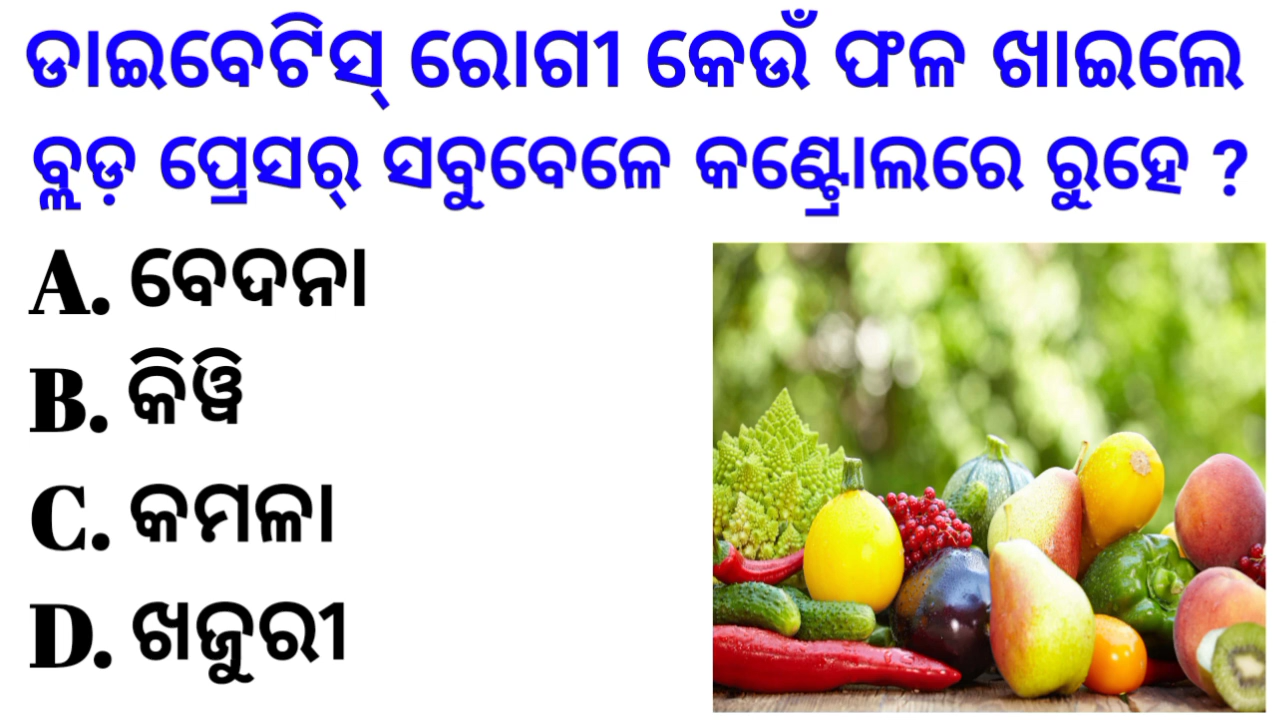 ଡାଇବେଟିସ୍ ରୋଗୀ କେଉଁ ଫଳ ଖାଇଲେ
ବ୍ଲଡ଼ ପ୍ରେସର୍ ସବୁବେଳେ କଣ୍ଟ୍ରୋଲରେ ରୁହେ ?
A. ବେଦନା
B. କିୱି
C. କମଳା
D. ଖଜୁରୀ